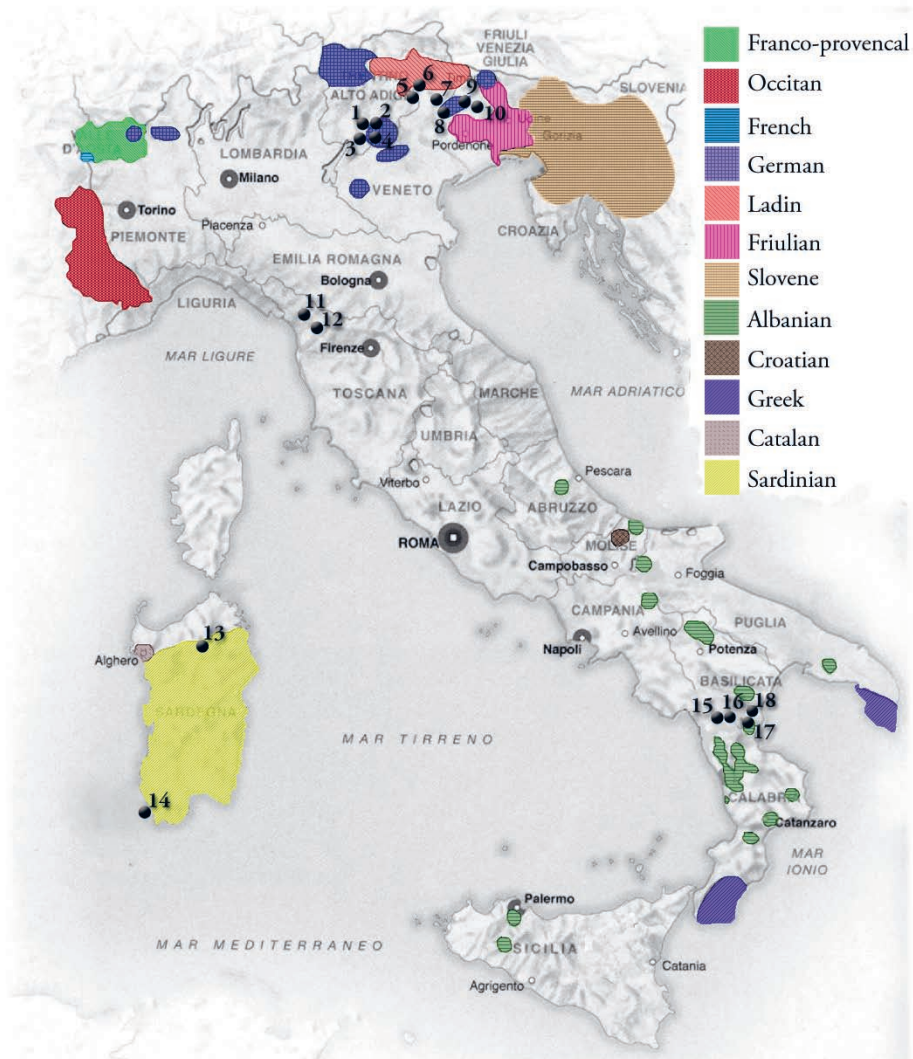 FRIULI
VENEZIA
GIULIA
SLOVENIA
ALTO ADIGE
6
5
7
9
10
8
1
2
3
4
Udine
Gorizia
Pordenone
VALLE
D'AOSTA
LOMBARDIA
Milano
VENETO
Torino
PIEMONTE
Piacenza
CROAZIA
EMILIA ROMAGNA
Bologna
LIGURIA
11
12
Firenze
MAR LIGURE
TOSCANA
MARCHE
MAR ADRIATICO
UMBRIA
Viterbo
Pescara
LAZIO
ABRUZZO
ROMA
MOLISE
Campobasso
Foggia
CAMPANIA
PUGLIA
Napoli
Avellino
Potenza
BASILICATA
13
Alghero
SARDEGNA
14
15
16
18
17
MAR TIRRENO
CALABRIA
Catanzaro
MAR
IONIO
Palermo
MAR MEDITERRANEO
SICILIA
Catania
Agrigento
Franco-provencal
Occitan
French
German
Ladin
Friulian
Slovene
Albanian
Croatian
Greek
Catalan
Sardinian